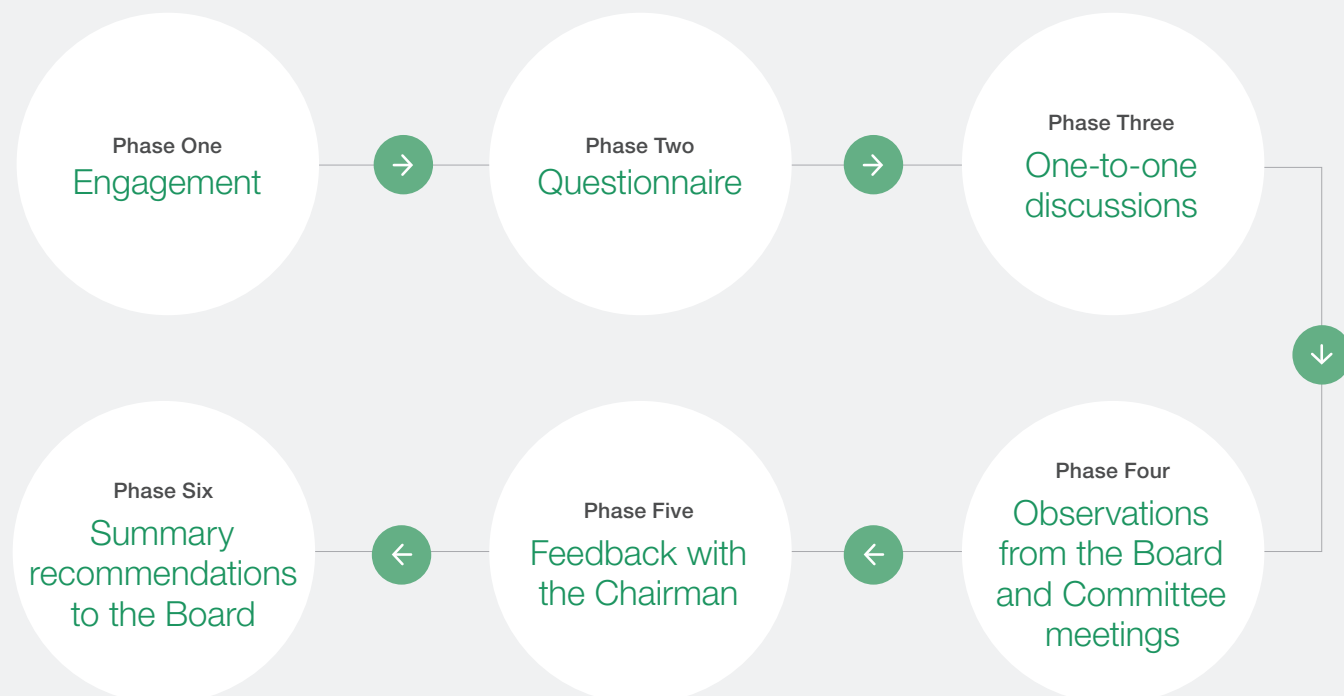 Phase One
Engagement
Phase Two
Questionnaire
Phase Three
One-to-one
discussions
Phase Four
Observations
from the Board
and Committee
meetings
Phase Five
Feedback with
the Chairman
Phase Six
Summary
recommendations
to the Board